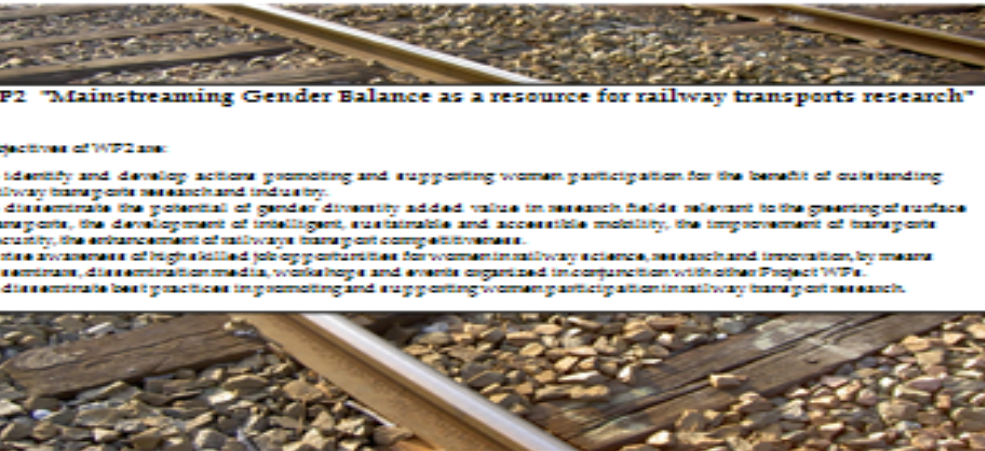 P2 "Mainstreaming Gender Balance as a resource for railway transports research"
jectives of WP2 are:
identify and develop actions promoting and supporting women participation for the benefit of outstanding
ilway transports research and industry.
disseminate the potential of gender diversity added value in research fields relevant to the greening of surface
ansports, the development of intelligent, sustainable and accessible mobility, the improvement of transports
curity, the enhancement of railways transport competitiveness.
rise awareness of high skilled job opportunities for women in railway science, research and innovation, by means
seminars, dissemination media, workshops and events organized in conjunction with other Project WPs.
disseminate best practices in promoting and supporting women participation in railway transport research.